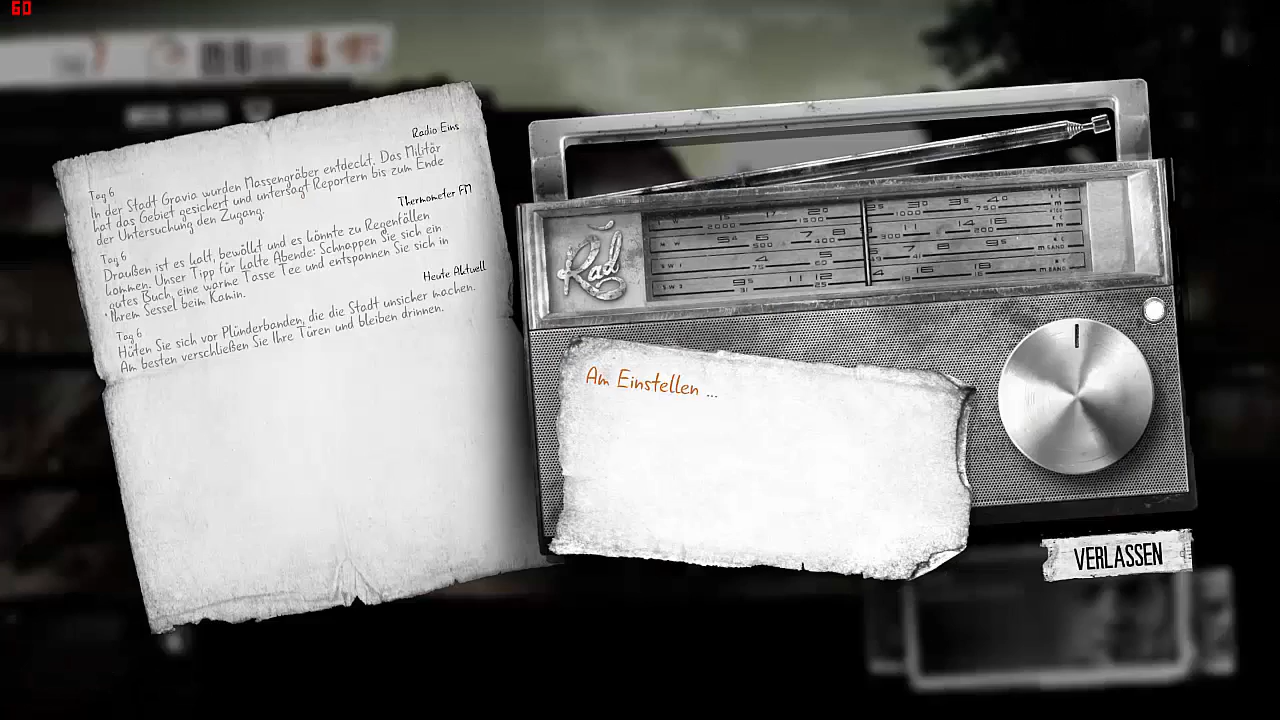 60
7
Radio Eins
Tag 6
In der Stadt Gravia wurden Massengräber entdeckt. Das Militär
hat das Gebiet gesichert und untersagt Reportern bis zum Ende
der Untersuchung den Zugang.
Thermometer FM
Tag 6
Draußen ist es kalt, bewölkt und es könnte zu Regenfällen
kommen. Unser Tipp für kalte Abende: Schnappen Sie sich ein
gutes Buch eine warme Tasse Tee und entspannen Sie sich in
Ihrem Sessel beim Kamin.
Heute Aktuell
Tag 6
Hüten Sie sich vor Plünderbanden, die die Stadt unsicher machen.
Am besten verschließen Sie Ihre Türen und bleiben drinnen.
Rad
Am Einstellen ...
VERLASSEN